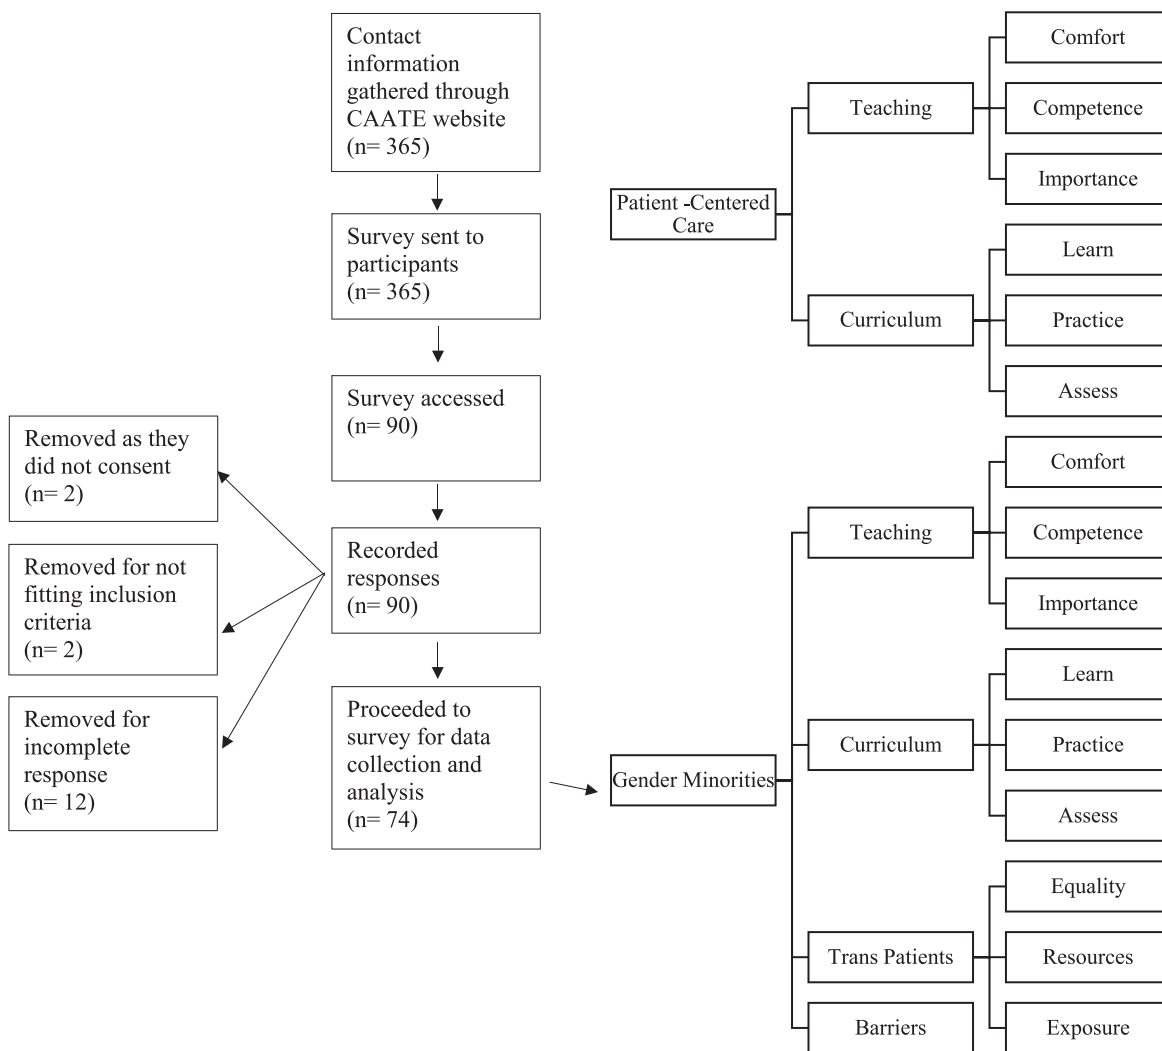 Contact
information
gathered through
CAATE website
(n= 365)
Survey sent to
participants
(n= 365)
Survey accessed
(n= 90)
Recorded
responses
(n= 90)
Removed as they
did not consent
(n= 2)
Removed for not
fitting inclusion
criteria
(n= 2)
Removed for
incomplete
response
(n= 12)
Proceeded to
survey for data
collection and
analysis
(n= 74)
Patient -Centered
Care
Teaching
Comfort
Competence
Importance
Curriculum
Learn
Practice
Assess
Gender Minorities
Teaching
Comfort
Competence
Importance
Curriculum
Learn
Practice
Assess
Trans Patients
Equality
Resources
Exposure
Barriers